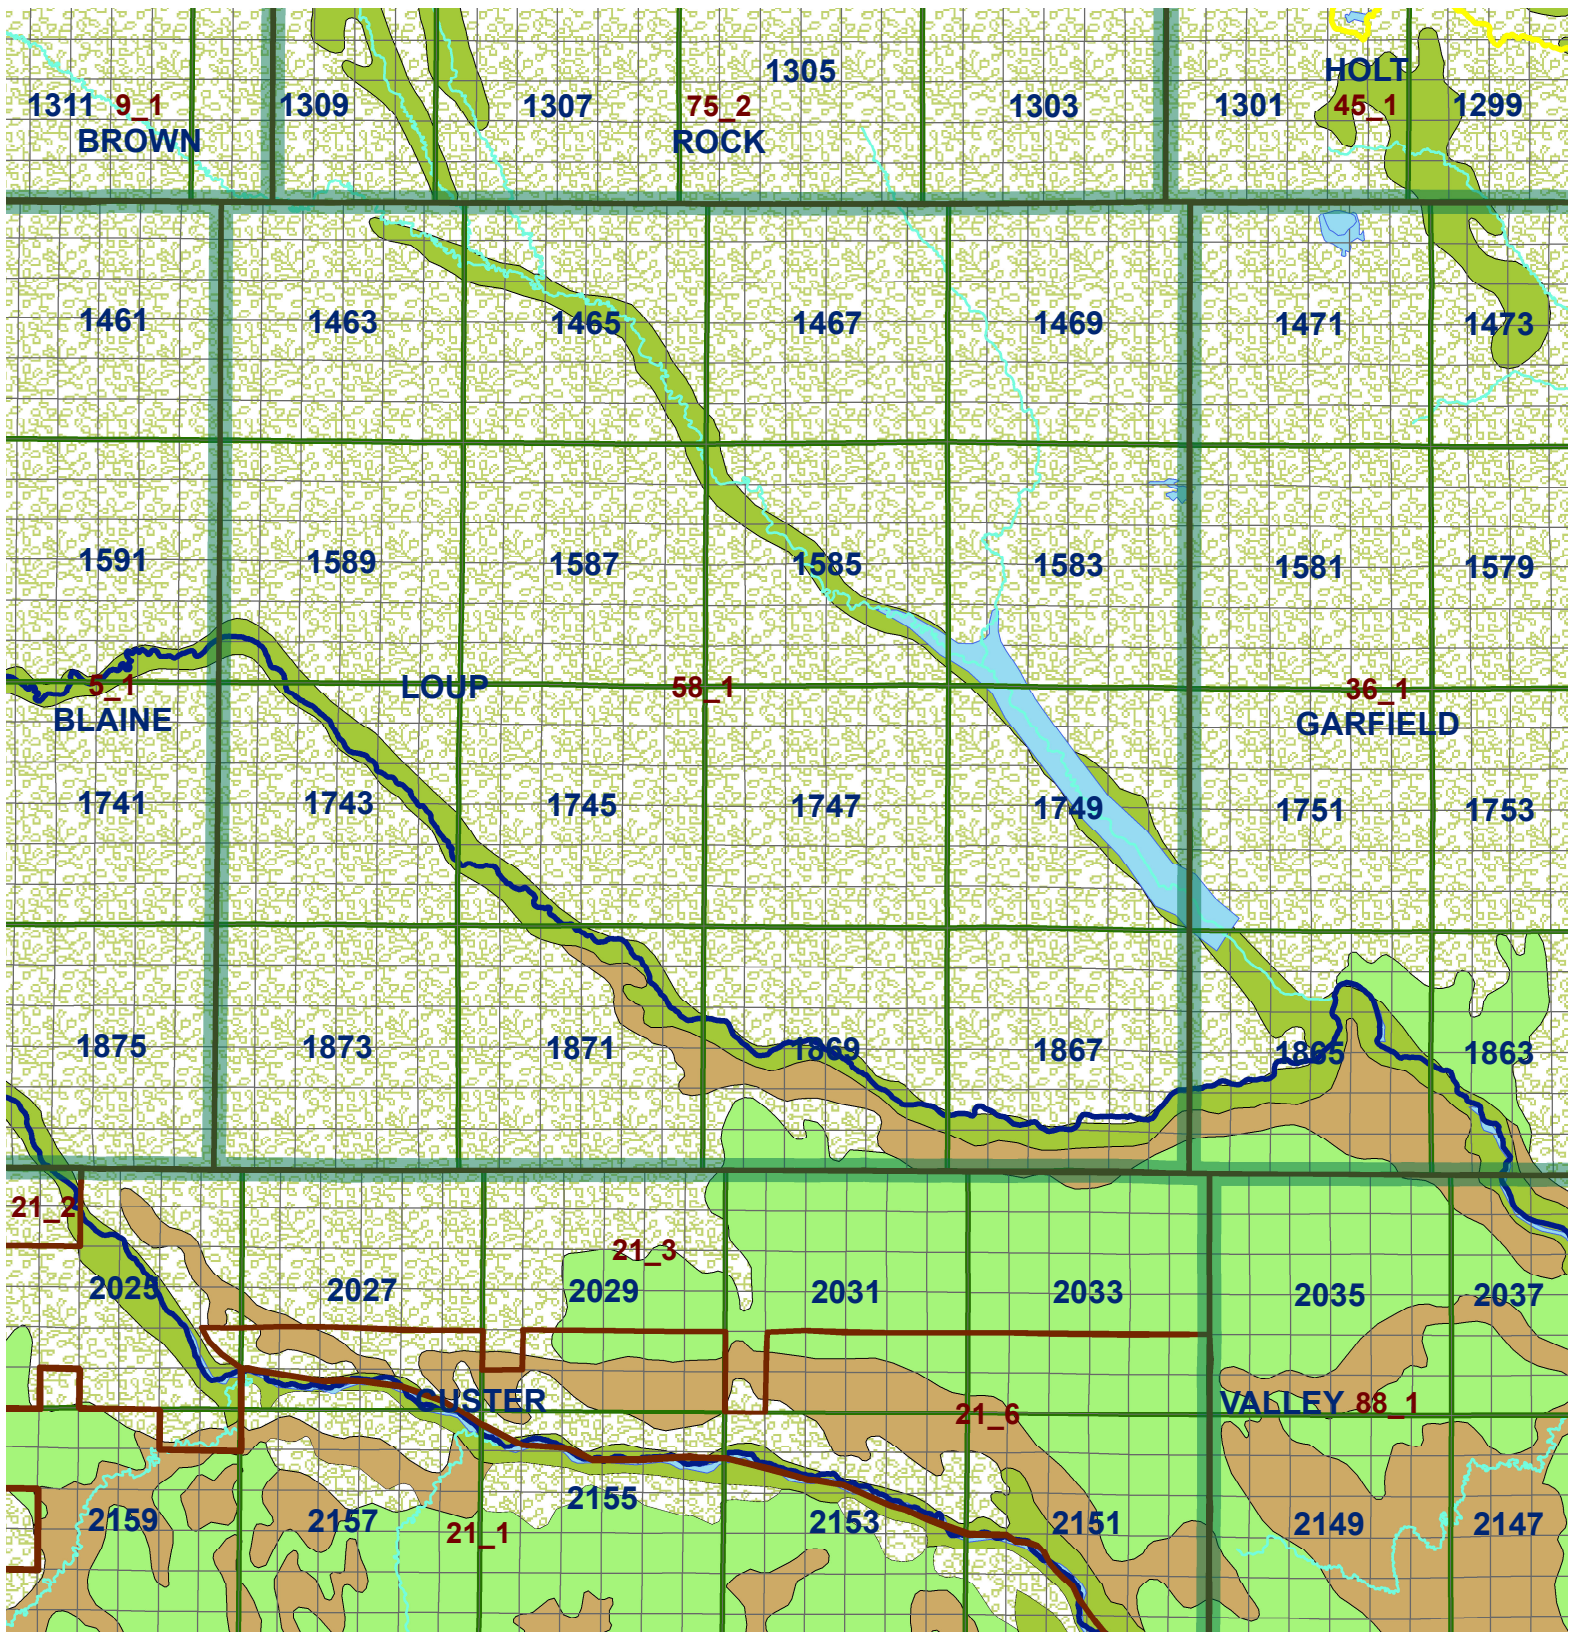 1305
HOLT
1311 9_1 1309 1307 75_2 1303 1301 45_1 1299
BROWN ROCK
1461 1463 1465 1467 1469 1471 1473
1591 1589 1587 1585 1583 1581 1579
5_1 LOUP 58_1 36_1
BLAINE GARFIELD
1741 1743 1745 1747 1749 1751 1753
1875 1873 1871 1869 1867 1865 1863
21_2
21_3
2025 2027 2029 2031 2033 2035 2037
CUSTER 21_6 VALLEY 88_1
2155
2159 2157 21_1 2153 2151 2149 2147